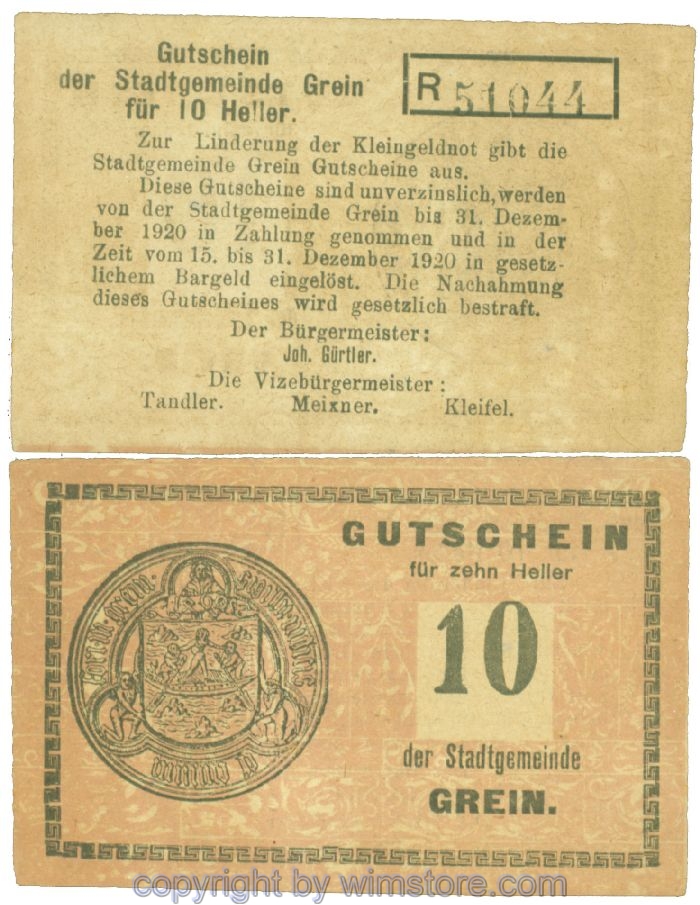 Gutschein
der Stadtgemeinde Grein
für 10 Heller.
R 51044
Zur Linderung der Kleingeldnot gibt die
Stadtgemeinde Grein Gutscheine aus.
Diese Gutscheine sind unverzinslich, werden
von der Stadtgemeinde Grein bis 31. Dezem-
ber 1920 in Zahlung genommen und in der
Zeit vom 15. bis 31. Dezember 1920 in gesetz-
lichem Bargeld eingelöst. Die Nachahmung
dieses Gutscheines wird gesetzlich bestraft.
Der Bürgermeister:
Joh. Gürtler.
Die Vizebürgermeister:
Tandler. Meixner. Kleifel.
GUTSCHEIN
für zehn Heller
10
der Stadtgemeinde
GREIN.
copyright by wimstore.com